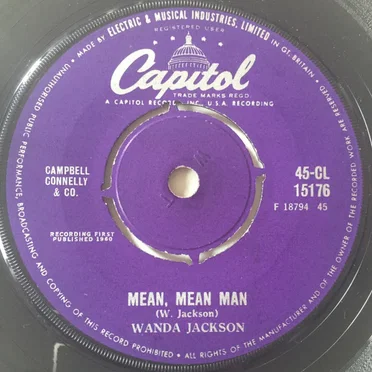 MADE BY ELECTRIC & MUSICAL INDUSTRIES, LIMITED IN GT. BRITAIN
REGISTERED USER
Capitol
TRADE MARKS REGD.
A CAPITOL RECORDS INC., U.S.A. RECORDING
CAMPBELL
CONNELLY
& CO.
45-CL
15176
F 18794 45
RECORDING FIRST
PUBLISHED 1960
MEAN, MEAN MAN
(W. Jackson)
WANDA JACKSON
UNAUTHORISED PUBLIC PERFORMANCE, BROADCASTING AND COPYING OF THIS RECORD PROHIBITED • ALL RIGHTS OF THE MANUFACTURER AND OF THE OWNER OF THE RECORDED WORK RESERVED